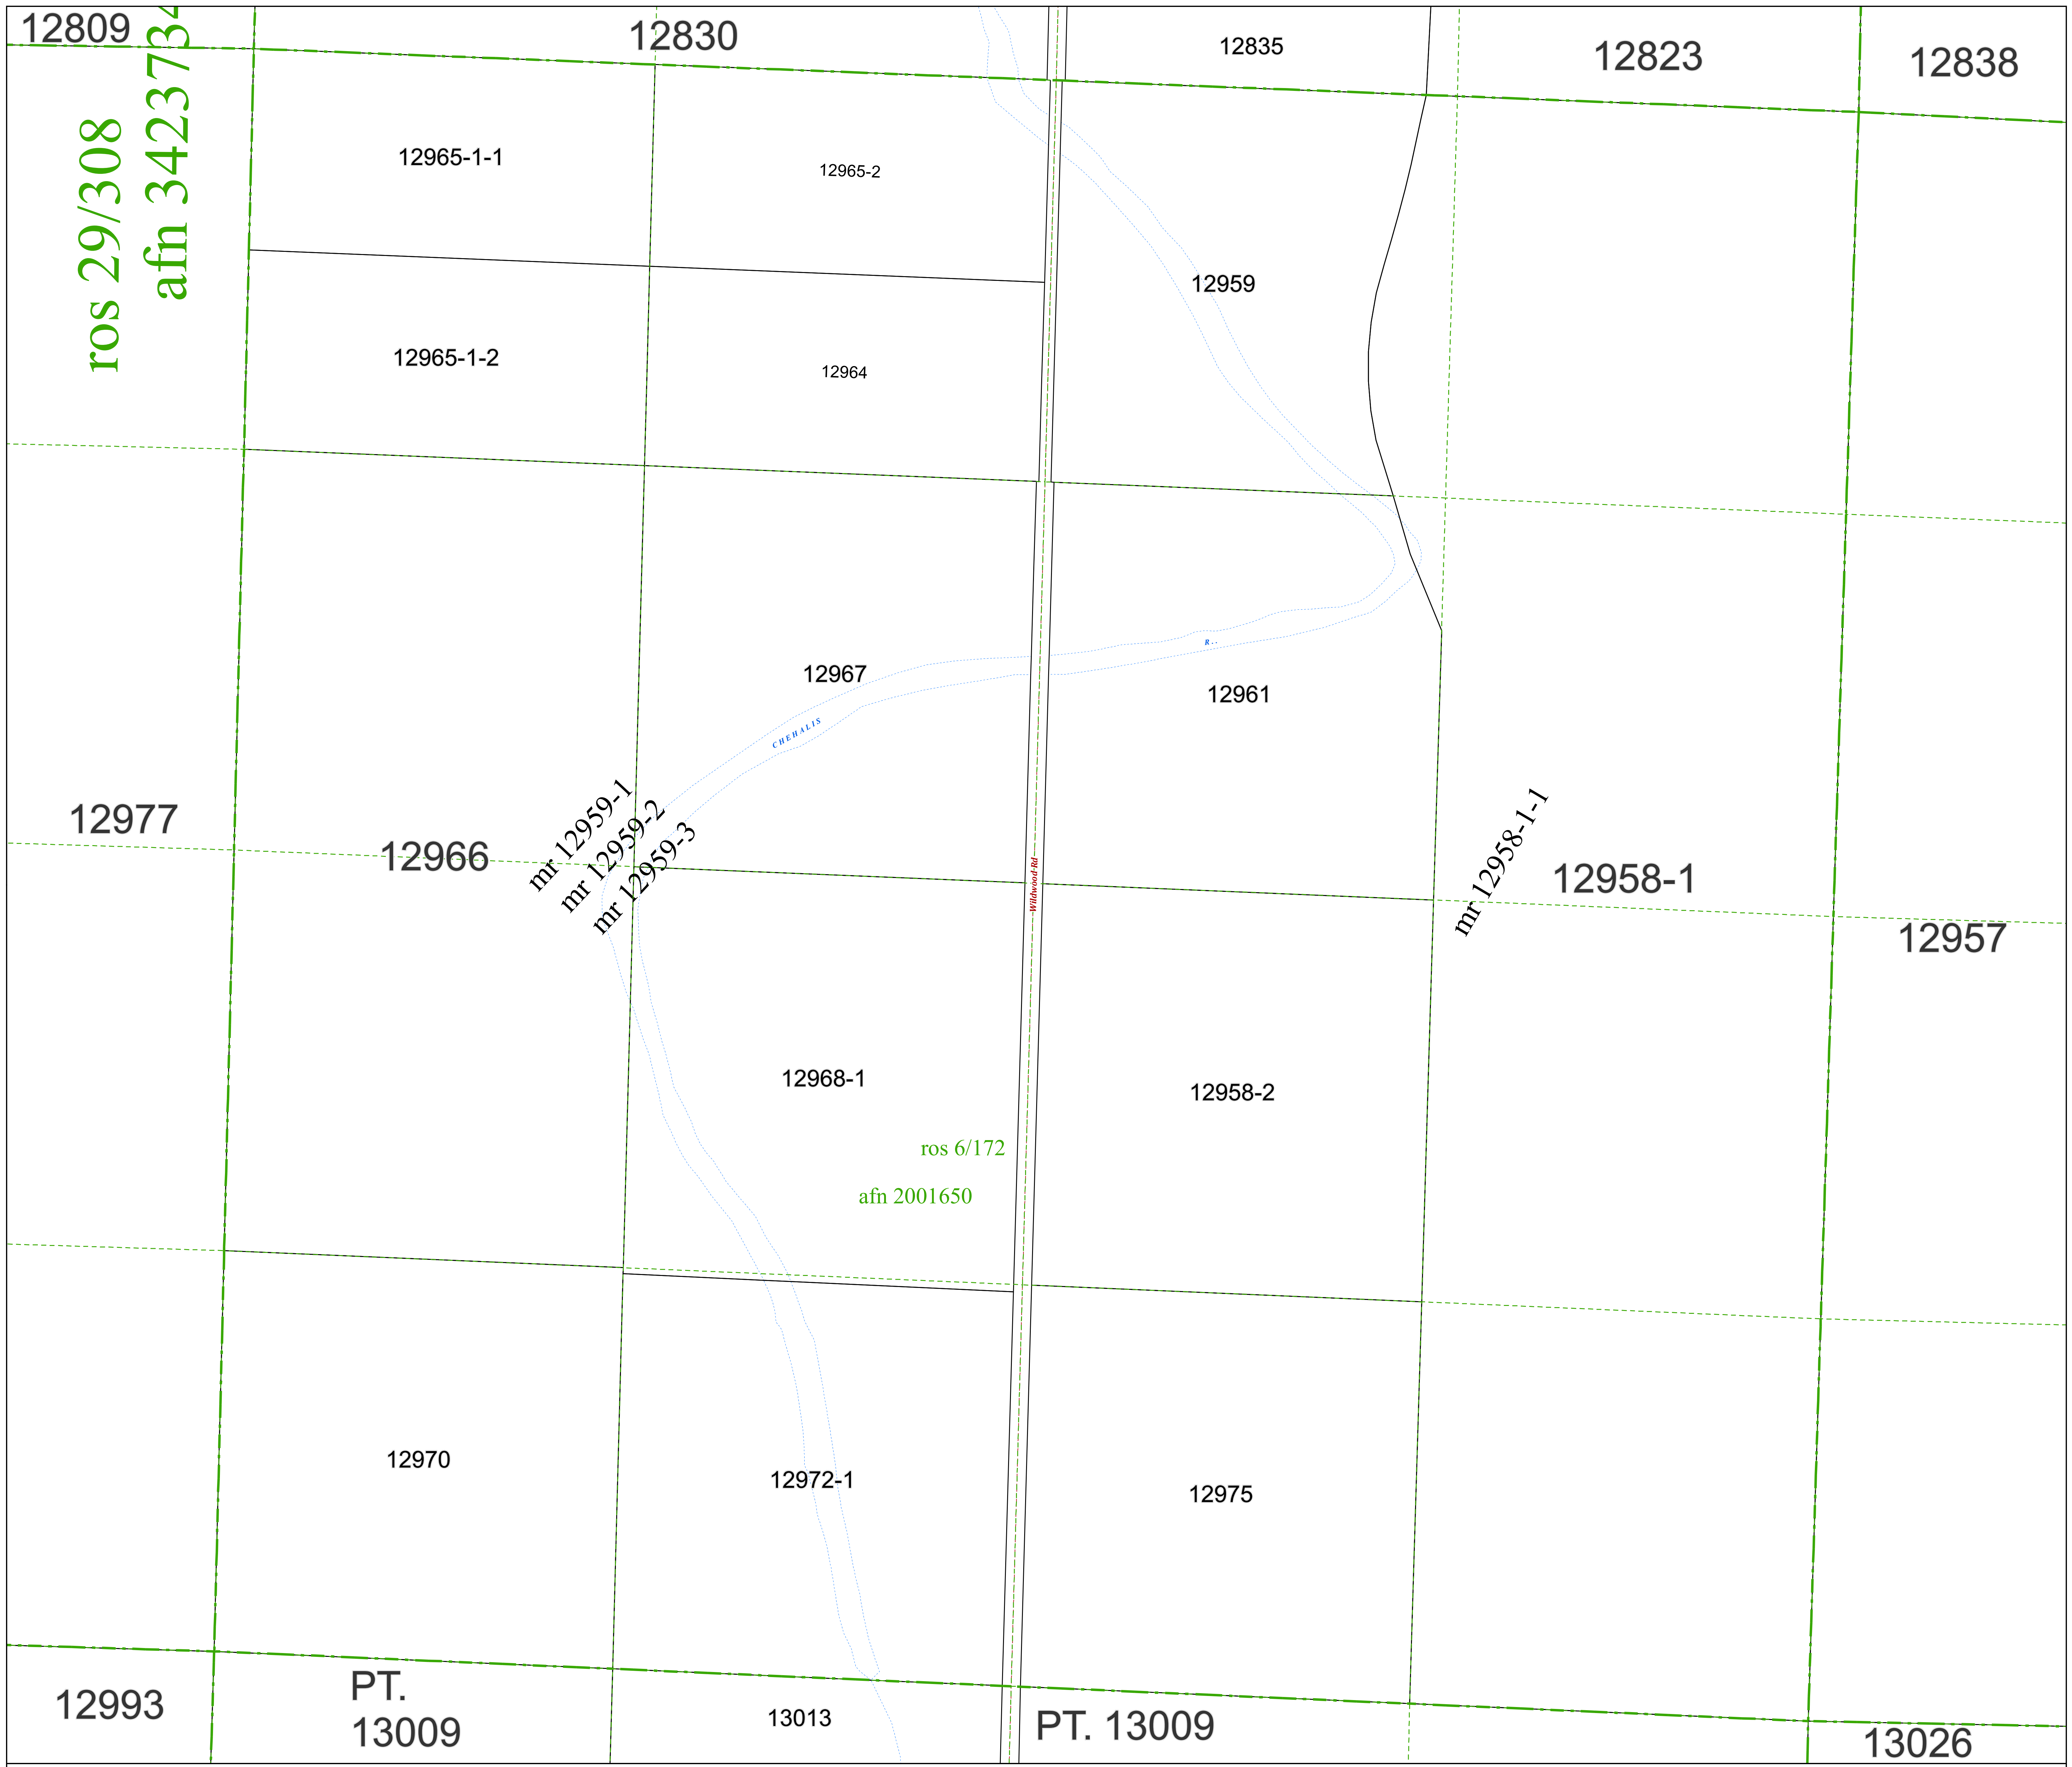 12809
12830
12835
12823
12838
ros 29/308
afn 3423734
12965-1-1
12965-2
12959
12965-1-2
12964
R..
12967
12961
CHEHALIS
12977
12966
mr 12959-1
mr 12959-2
mr 12959-3
Wildwood Rd
mr 12958-1-1
12958-1
12957
12968-1
12958-2
ros 6/172
afn 2001650
12970
12972-1
12975
12993
PT.
13009
13013
PT. 13009
13026